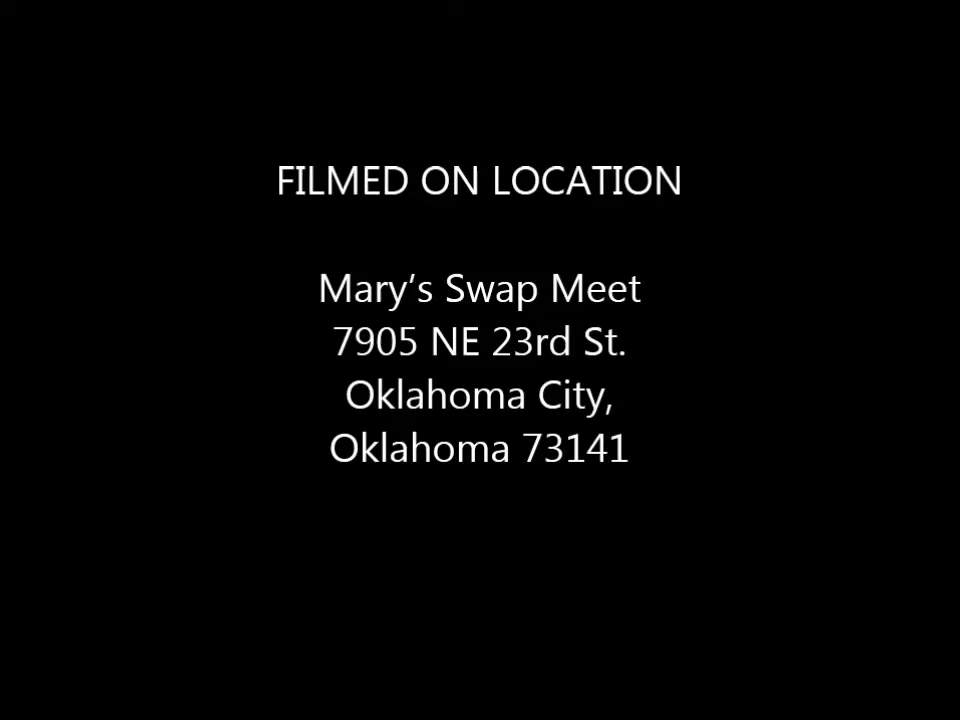 FILMED ON LOCATION
Mary's Swap Meet
7905 NE 23rd St.
Oklahoma City,
Oklahoma 73141